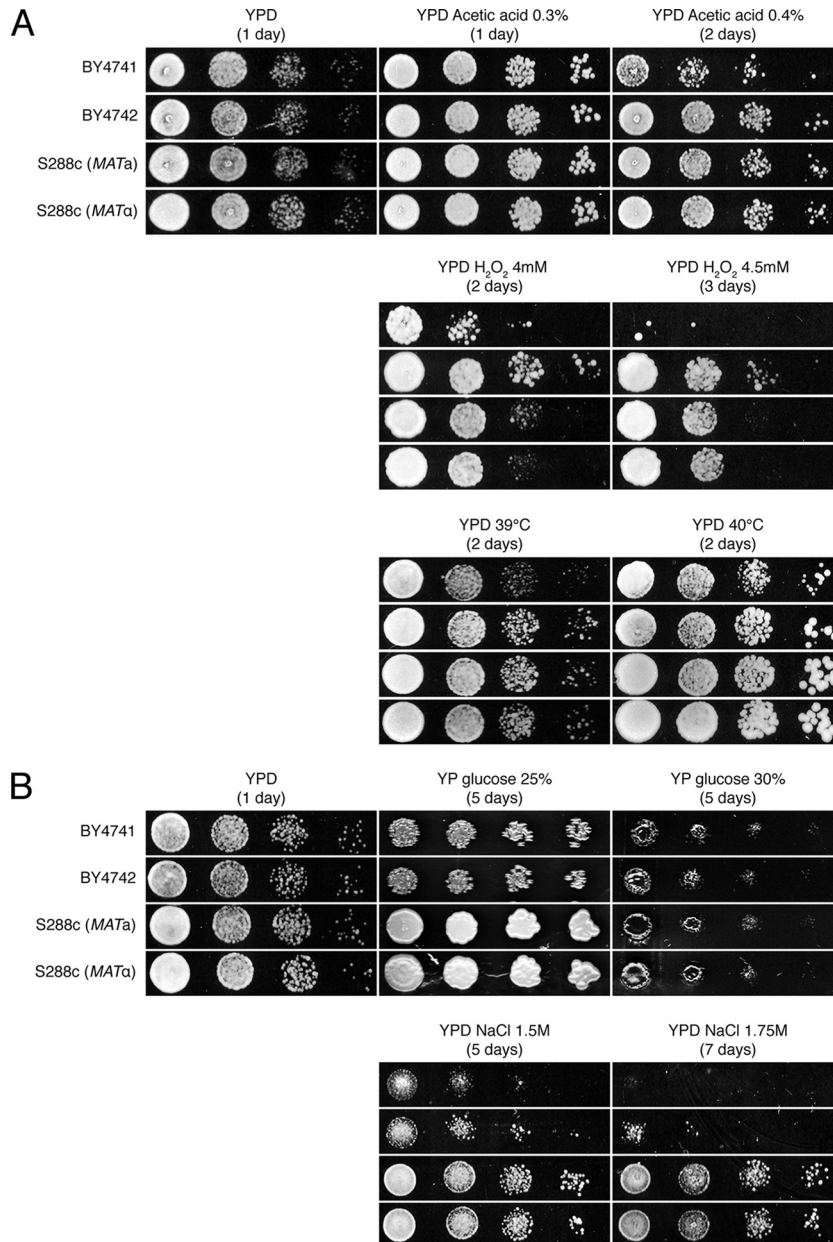 A
YPD
(1 day)
YPD Acetic acid 0.3%
(1 day)
YPD Acetic acid 0.4%
(2 days)
BY4741
BY4742
S288c (MATa)
S288c (MATα)
YPD H₂O₂ 4mM
(2 days)
YPD H₂O₂ 4.5mM
(3 days)
YPD 39°C
(2 days)
YPD 40°C
(2 days)
B
YPD
(1 day)
YP glucose 25%
(5 days)
YP glucose 30%
(5 days)
BY4741
BY4742
S288c (MATa)
S288c (MATα)
YPD NaCl 1.5M
(5 days)
YPD NaCl 1.75M
(7 days)